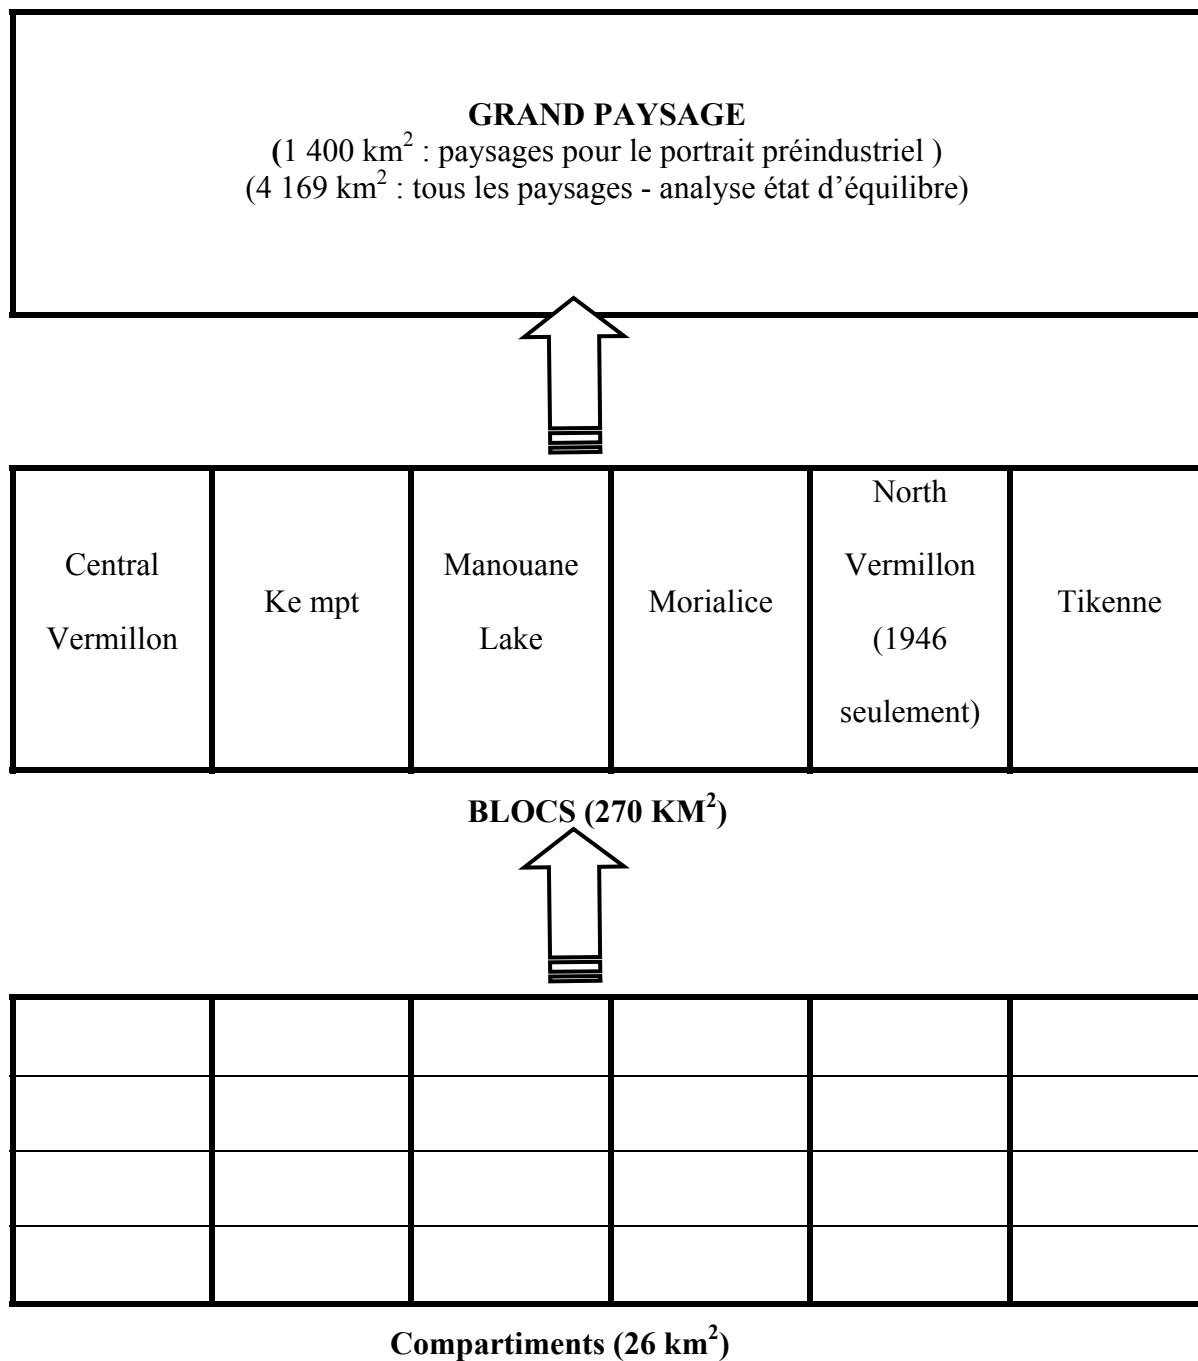 GRAND PAYSAGE
(1 400 km² : paysages pour le portrait préindustriel )
(4 169 km² : tous les paysages - analyse état d’équilibre)
Central
Vermillon
Ke mpt
Manouane
Lake
Morialice
North
Vermillon
(1946
seulement)
Tikenne
BLOCS (270 KM²)
Compartiments (26 km²)